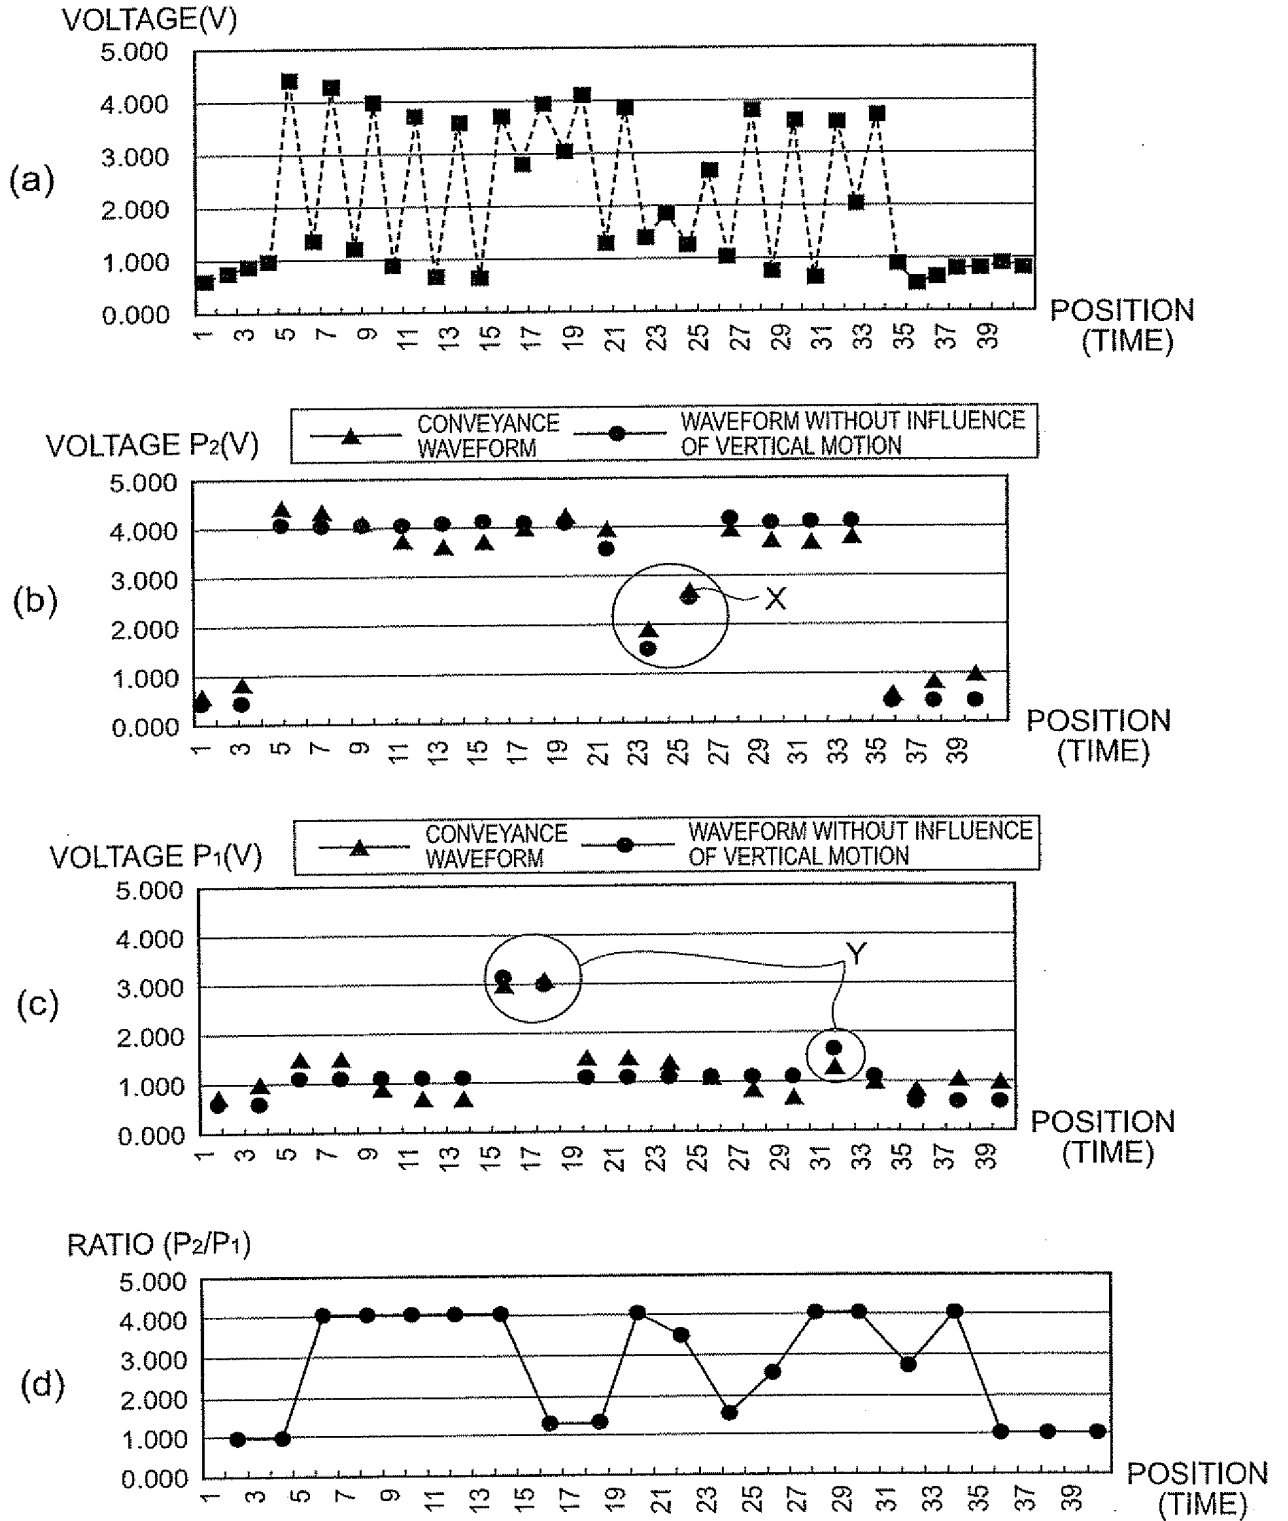 VOLTAGE(V)
5.000
4.000
3.000
2.000
1.000
0.000
(a)
1 3 5 7 9 11 13 15 17 19 21 23 25 27 29 31 33 35 37 39
POSITION
(TIME)
CONVEYANCE
WAVEFORM
WAVEFORM WITHOUT INFLUENCE
OF VERTICAL MOTION
VOLTAGE P2(V)
5.000
4.000
3.000
2.000
1.000
0.000
(b)
X
1 3 5 7 9 11 13 15 17 19 21 23 25 27 29 31 33 35 37 39
POSITION
(TIME)
CONVEYANCE
WAVEFORM
WAVEFORM WITHOUT INFLUENCE
OF VERTICAL MOTION
VOLTAGE P1(V)
5.000
4.000
3.000
2.000
1.000
0.000
(c)
Y
1 3 5 7 9 11 13 15 17 19 21 23 25 27 29 31 33 35 37 39
POSITION
(TIME)
RATIO (P2/P1)
5.000
4.000
3.000
2.000
1.000
0.000
(d)
1 3 5 7 9 11 13 15 17 19 21 23 25 27 29 31 33 35 37 39
POSITION
(TIME)